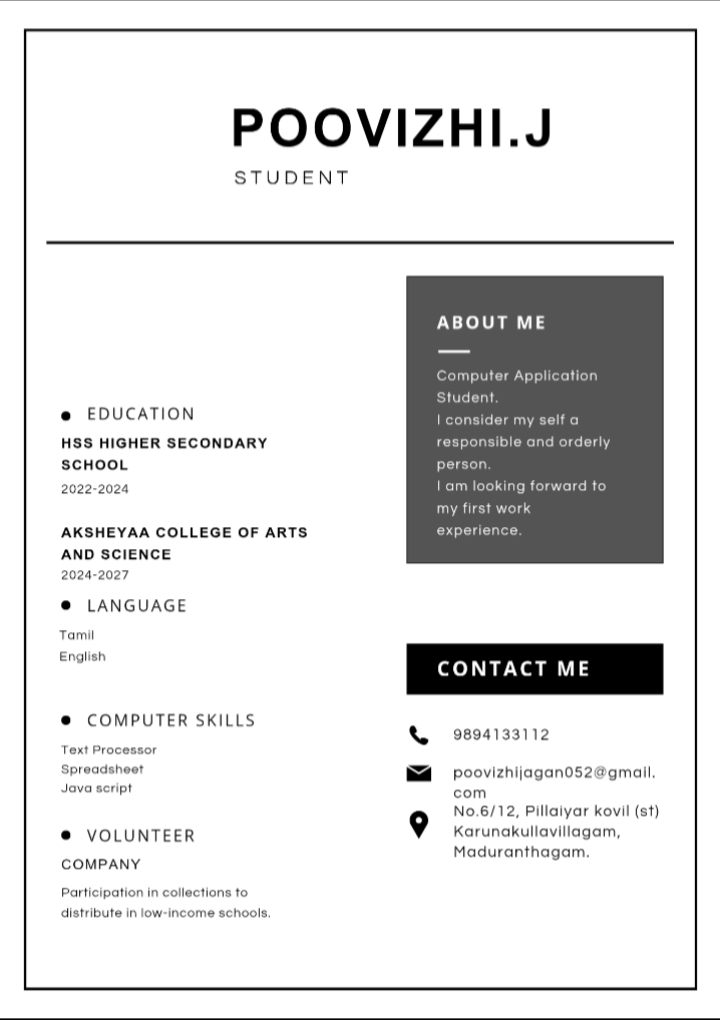 POOVIZHI.J
STUDENT
EDUCATION
HSS HIGHER SECONDARY
SCHOOL
2022-2024
AKSHEYAA COLLEGE OF ARTS
AND SCIENCE
2024-2027
LANGUAGE
Tamil
English
COMPUTER SKILLS
Text Processor
Spreadsheet
Java script
VOLUNTEER
COMPANY
Participation in collections to
distribute in low-income schools.
ABOUT ME
Computer Application
Student.
I consider my self a
responsible and orderly
person.
I am looking forward to
my first work
experience.
CONTACT ME
9894133112
poovizhijagan052@gmail.
com
No.6/12, Pillaiyar kovil (st)
Karunakullavillagam,
Maduranthagam.